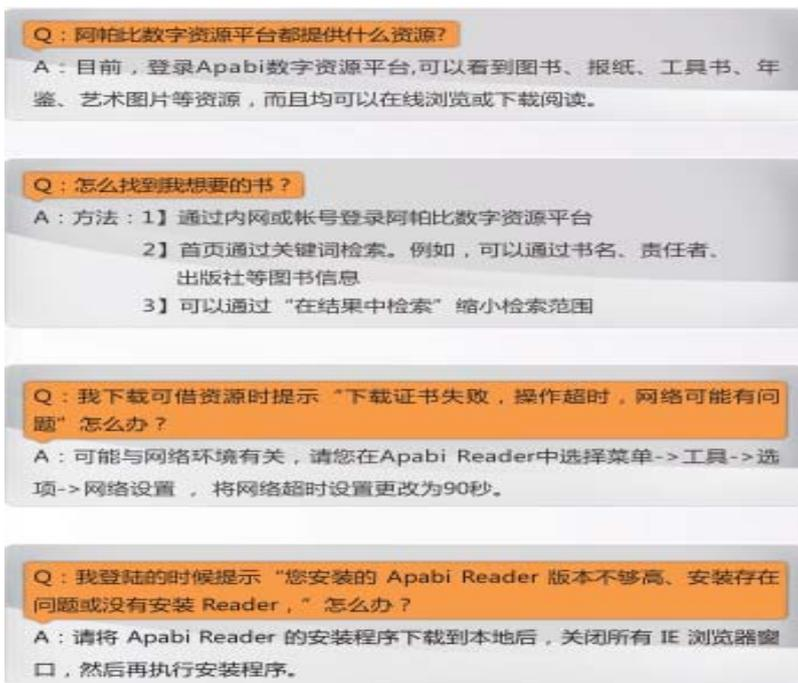 Q：阿帕比数字资源平台都提供什么资源?
A：目前，登录Apabi数字资源平台,可以看到图书、报纸、工具书、年
鉴、艺术图片等资源，而且均可以在线浏览或下载阅读。
Q：怎么找到我想要的书？
A：方法：1】通过内网或帐号登录阿帕比数字资源平台
2】首页通过关键词检索。例如，可以通过书名、责任者、
出版社等图书信息
3】可以通过“在结果中检索”缩小检索范围
Q：我下载可借资源时提示“下载证书失败，操作超时，网络可能有问
题”怎么办？
A：可能与网络环境有关，请您在Apabi Reader中选择菜单->工具->选
项->网络设置 ，将网络超时设置更改为90秒。
Q：我登陆的时候提示“您安装的 Apabi Reader 版本不够高、安装存在
问题或没有安装 Reader，”怎么办？
A：请将 Apabi Reader 的安装程序下载到本地后，关闭所有 IE 浏览器窗
口，然后再执行安装程序。